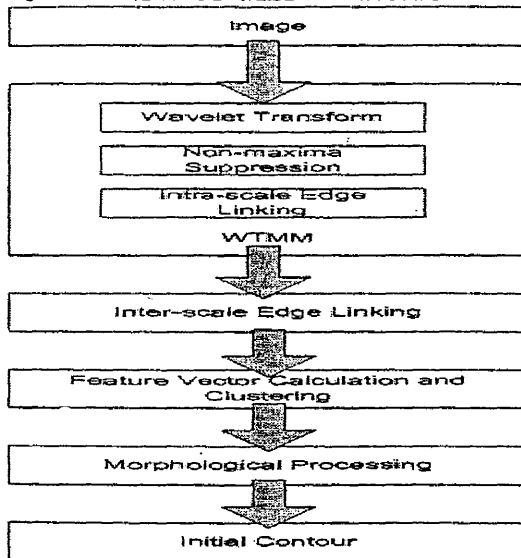 Image
Wavelet Transform
Non-maxima
Suppression
Intra-scale Edge
Linking
WTMM
Inter-scale Edge Linking
Feature Vector Calculation and
Clustering
Morphological Processing
Initial Contour